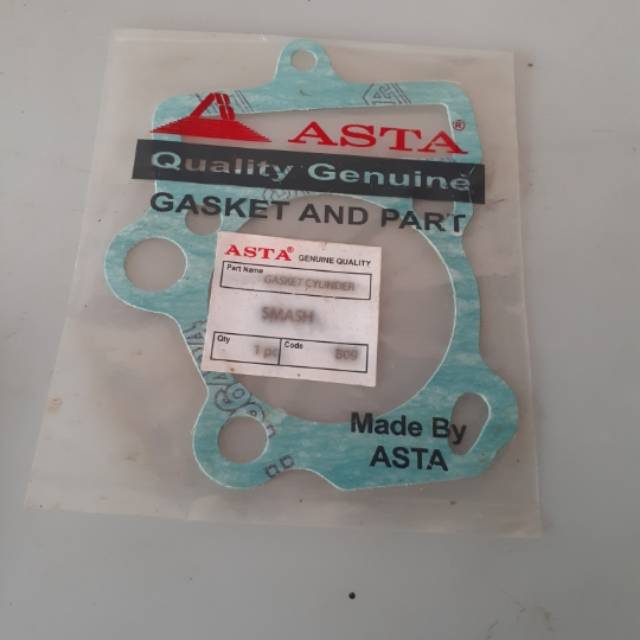 ASTA®
Quality Genuine
GASKET AND PART
ASTA® GENUINE QUALITY
Part Name
GASKET CYLINDER
SMASH
Qty 1 pc Code
Made By
ASTA